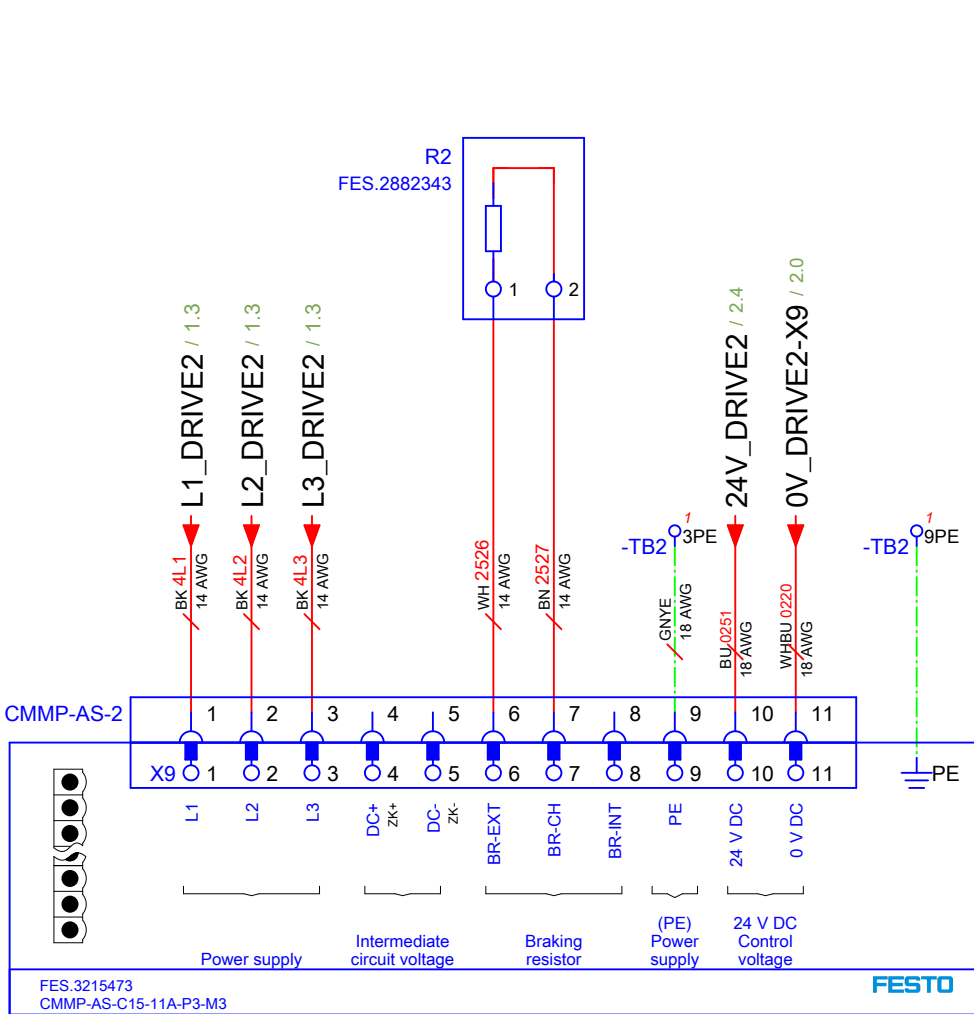 R2
FES.2882343
1 2
L1_DRIVE2 / 1.3
L2_DRIVE2 / 1.3
L3_DRIVE2 / 1.3
24V_DRIVE2 / 2.4
0V_DRIVE2-X9 / 2.0
-TB2 1 3PE
-TB2 1 9PE
BK 4L1
14 AWG
BK 4L2
14 AWG
BK 4L3
14 AWG
WH 2526
14 AWG
BN 2527
14 AWG
GNYE
18 AWG
BU 0251
18 AWG
WHBU 0220
18 AWG
CMMP-AS-2 1 2 3 4 5 6 7 8 9 10 11
X9 1 2 3 4 5 6 7 8 9 10 11
PE
L1
L2
L3
DC+
ZK+
DC-
ZK-
BR-EXT
BR-CH
BR-INT
PE
24 V DC
0 V DC
Power supply
Intermediate
circuit voltage
Braking
resistor
(PE)
Power
supply
24 V DC
Control
voltage
FES.3215473
CMMP-AS-C15-11A-P3-M3
FESTO